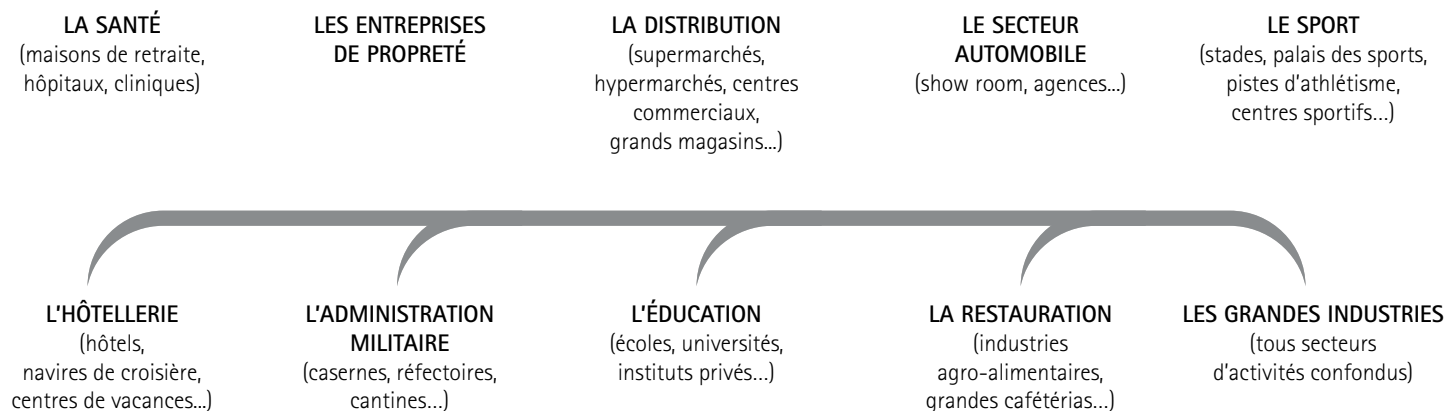 LA SANTÉ
(maisons de retraite,
hôpitaux, cliniques)
LES ENTREPRISES
DE PROPRETÉ
LA DISTRIBUTION
(supermarchés,
hypermarchés, centres
commerciaux,
grands magasins...)
LE SECTEUR
AUTOMOBILE
(show room, agences...)
LE SPORT
(stades, palais des sports,
pistes d'athlétisme,
centres sportifs...)
L'HÔTELLERIE
(hôtels,
navires de croisière,
centres de vacances...)
L'ADMINISTRATION
MILITAIRE
(casernes, réfectoires,
cantines...)
L'ÉDUCATION
(écoles, universités,
instituts privés...)
LA RESTAURATION
(industries
agro-alimentaires,
grandes cafétérias...)
LES GRANDES INDUSTRIES
(tous secteurs
d'activités confondus)